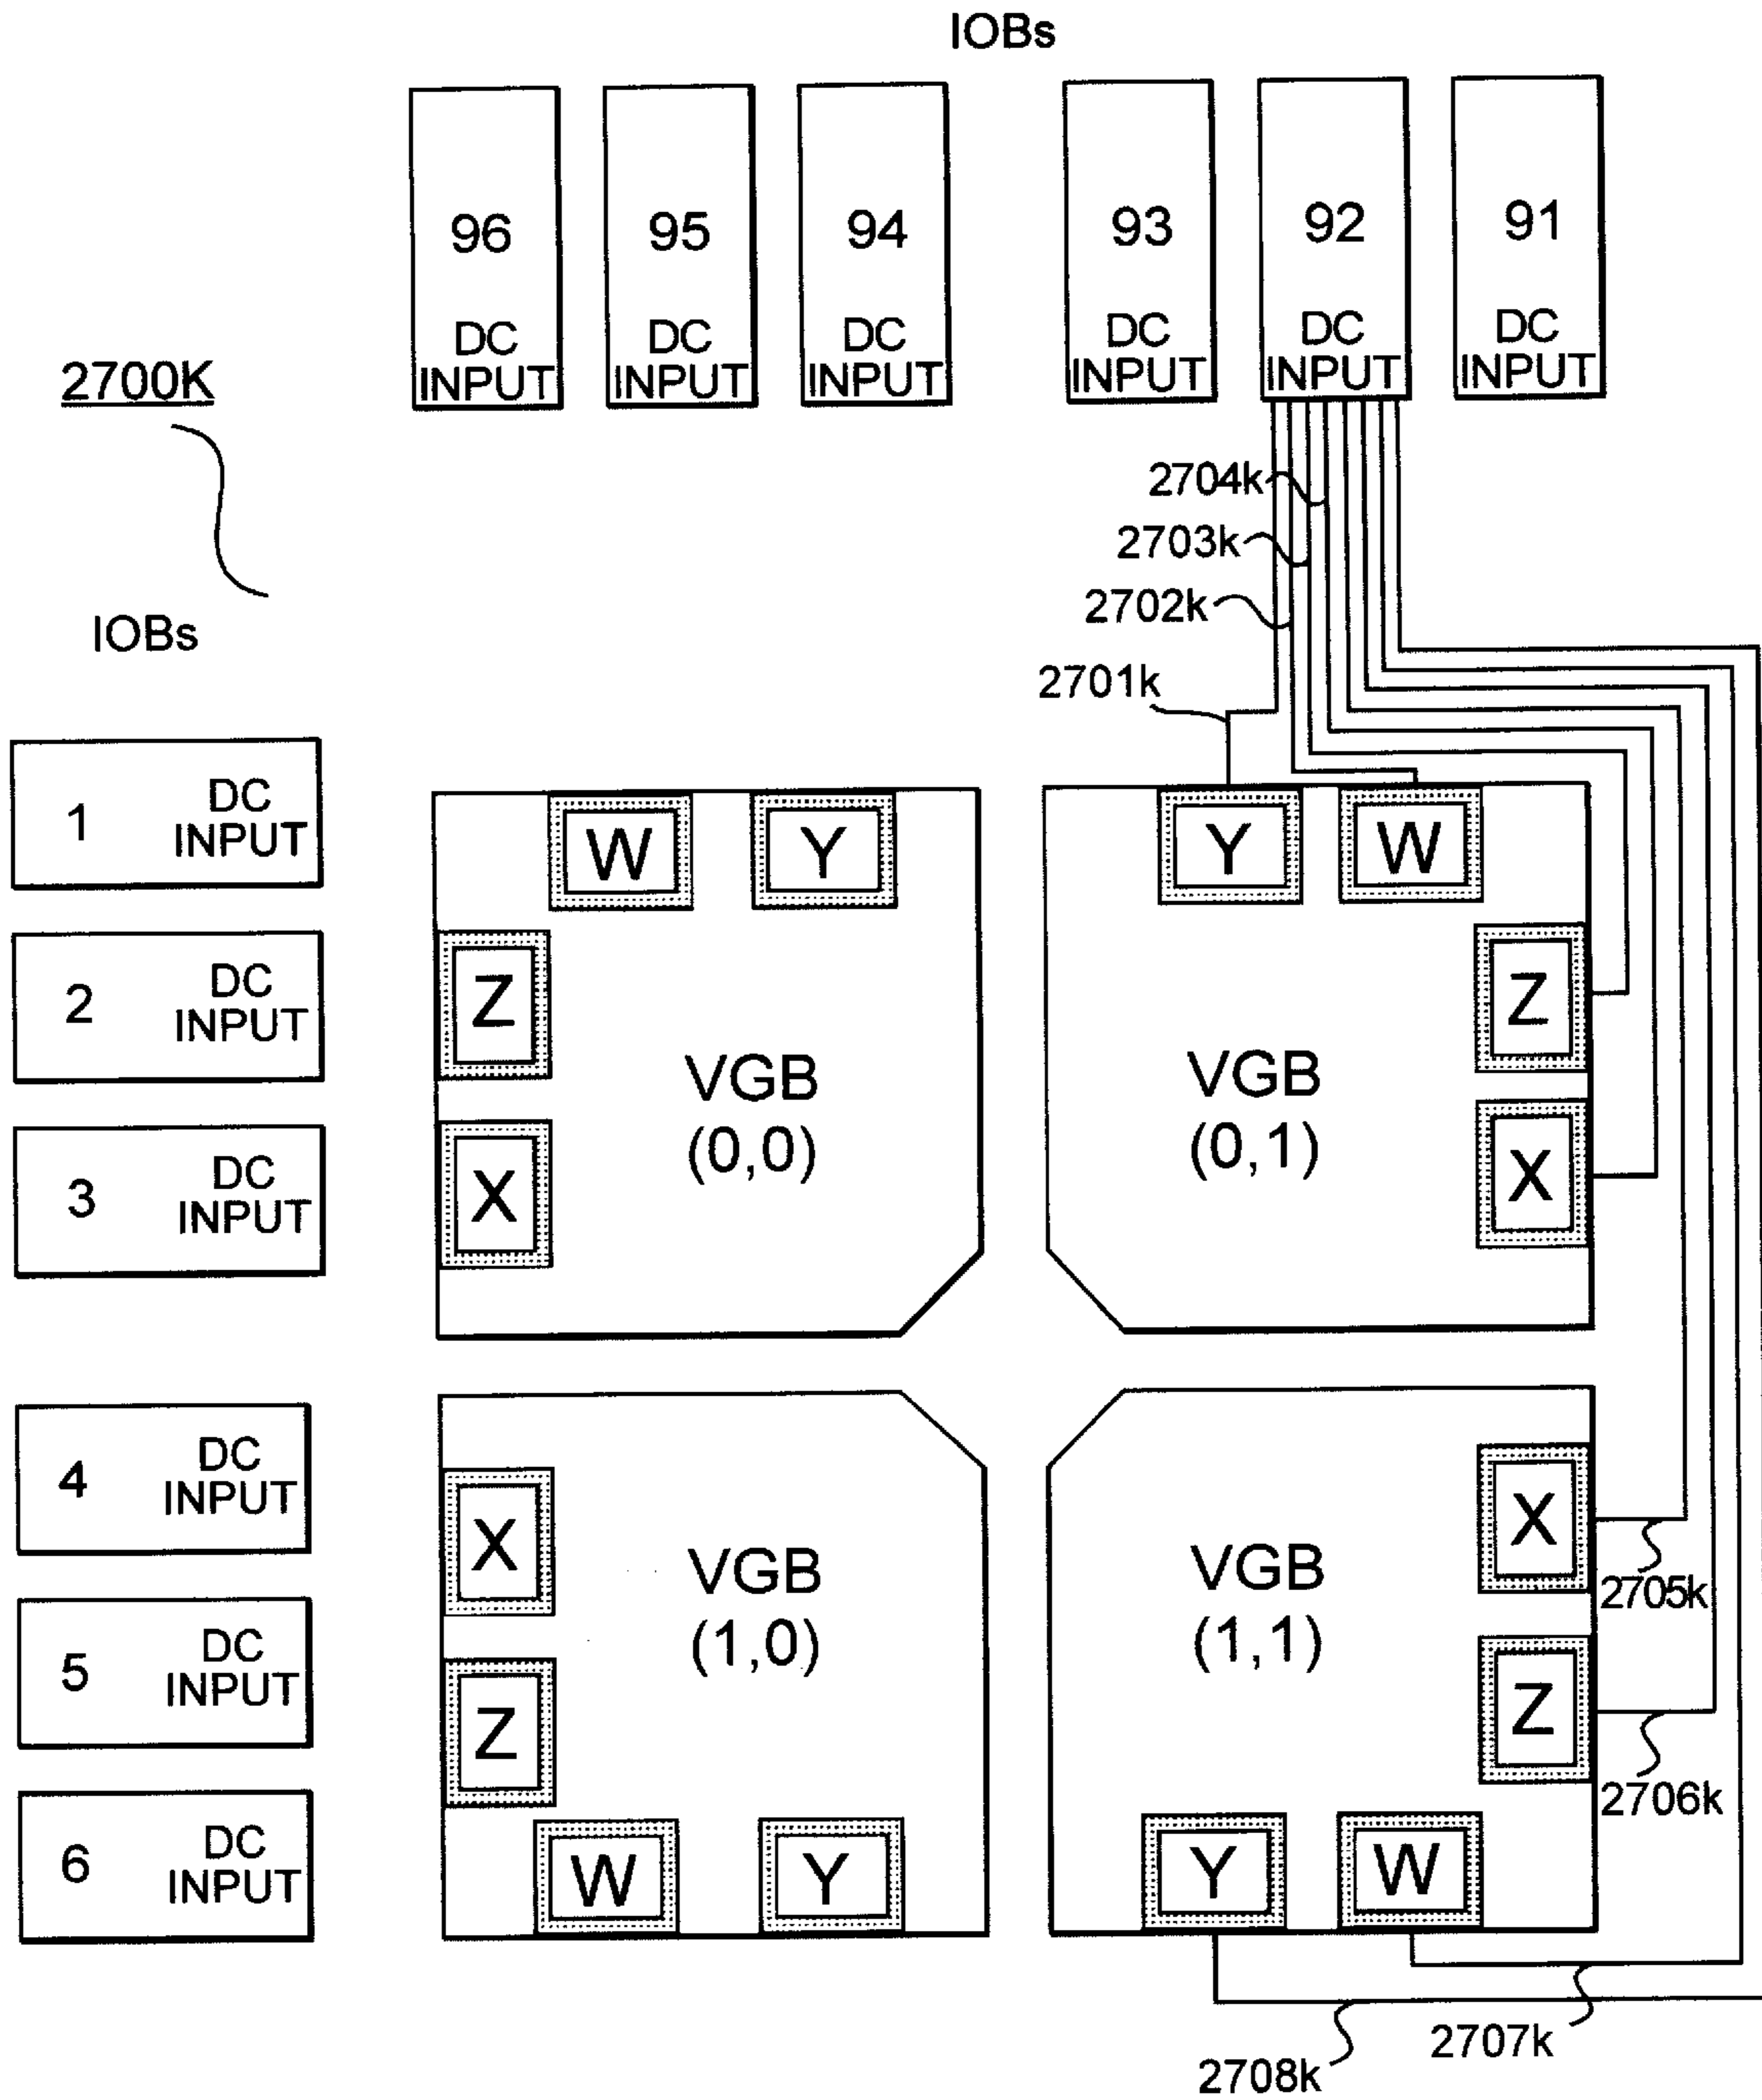 IOBs
96
DC
INPUT
95
DC
INPUT
94
DC
INPUT
93
DC
INPUT
92
DC
INPUT
91
DC
INPUT
2700K
2704k
2703k
2702k
2701k
IOBs
1
DC
INPUT
2
DC
INPUT
3
DC
INPUT
4
DC
INPUT
5
DC
INPUT
6
DC
INPUT
W
Y
Z
X
VGB
(0,0)
Y
W
Z
X
VGB
(0,1)
X
Z
W
Y
VGB
(1,0)
X
Z
Y
W
VGB
(1,1)
2705k
2706k
2707k
2708k